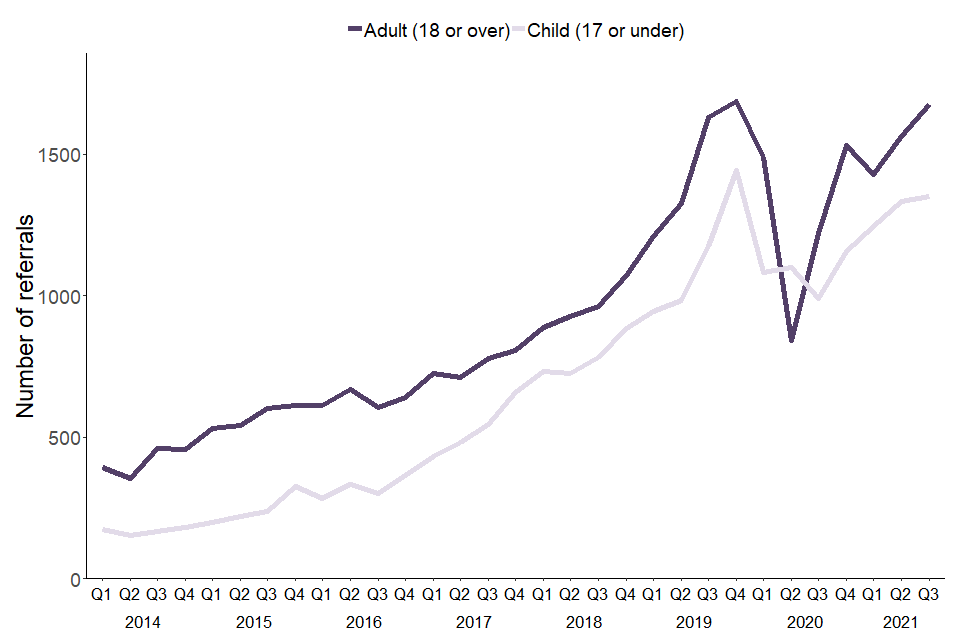 Adult (18 or over) Child (17 or under)
Number of referrals
1500
1000
500
0
Q1 Q2 Q3 Q4 Q1 Q2 Q3 Q4 Q1 Q2 Q3 Q4 Q1 Q2 Q3 Q4 Q1 Q2 Q3 Q4 Q1 Q2 Q3 Q4 Q1 Q2 Q3 Q4 Q1 Q2 Q3
2014 2015 2016 2017 2018 2019 2020 2021